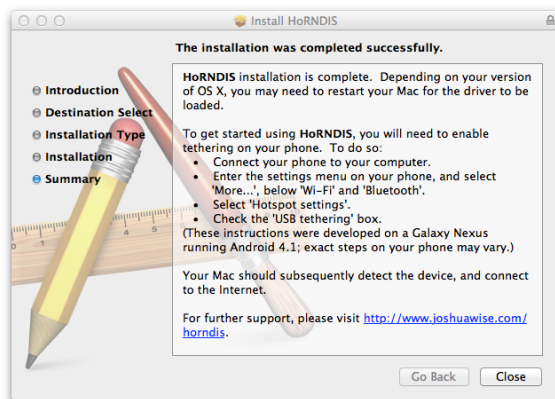 Install HoRNDIS
The installation was completed successfully.
Introduction
Destination Select
Installation Type
Installation
Summary
HoRNDIS installation is complete.  Depending on your version
of OS X, you may need to restart your Mac for the driver to be
loaded.
To get started using HoRNDIS, you will need to enable
tethering on your phone.  To do so:
•    Connect your phone to your computer.
•    Enter the settings menu on your phone, and select
'More...', below 'Wi-Fi' and 'Bluetooth'.
•    Select 'Hotspot settings'.
•    Check the 'USB tethering' box.
(These instructions were developed on a Galaxy Nexus
running Android 4.1; exact steps on your phone may vary.)
Your Mac should subsequently detect the device, and connect
to the Internet.
For further support, please visit http://www.joshuawise.com/
horndis.
Go Back    Close